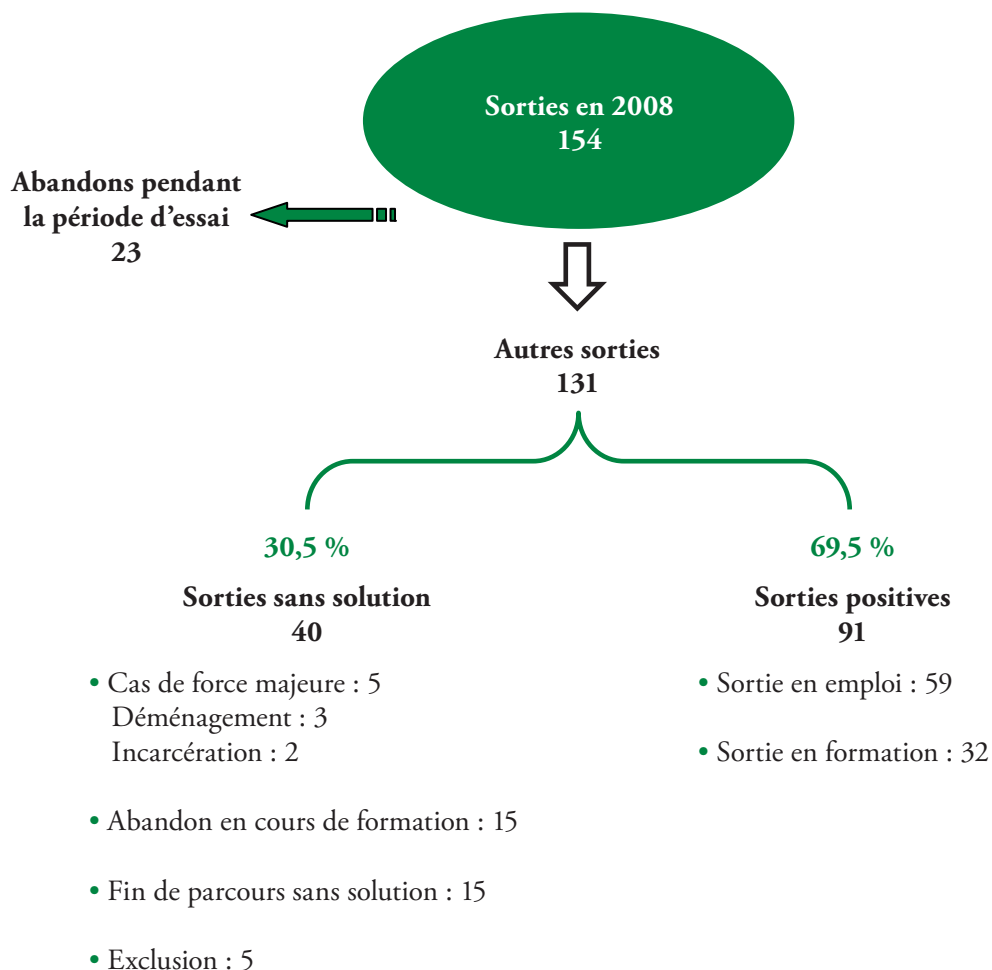 Sorties en 2008
154
Abandons pendant
la période d’essai
23
Autres sorties
131
30,5 %
Sorties sans solution
40
• Cas de force majeure : 5
Déménagement : 3
Incarcération : 2
• Abandon en cours de formation : 15
• Fin de parcours sans solution : 15
• Exclusion : 5
69,5 %
Sorties positives
91
• Sortie en emploi : 59
• Sortie en formation : 32